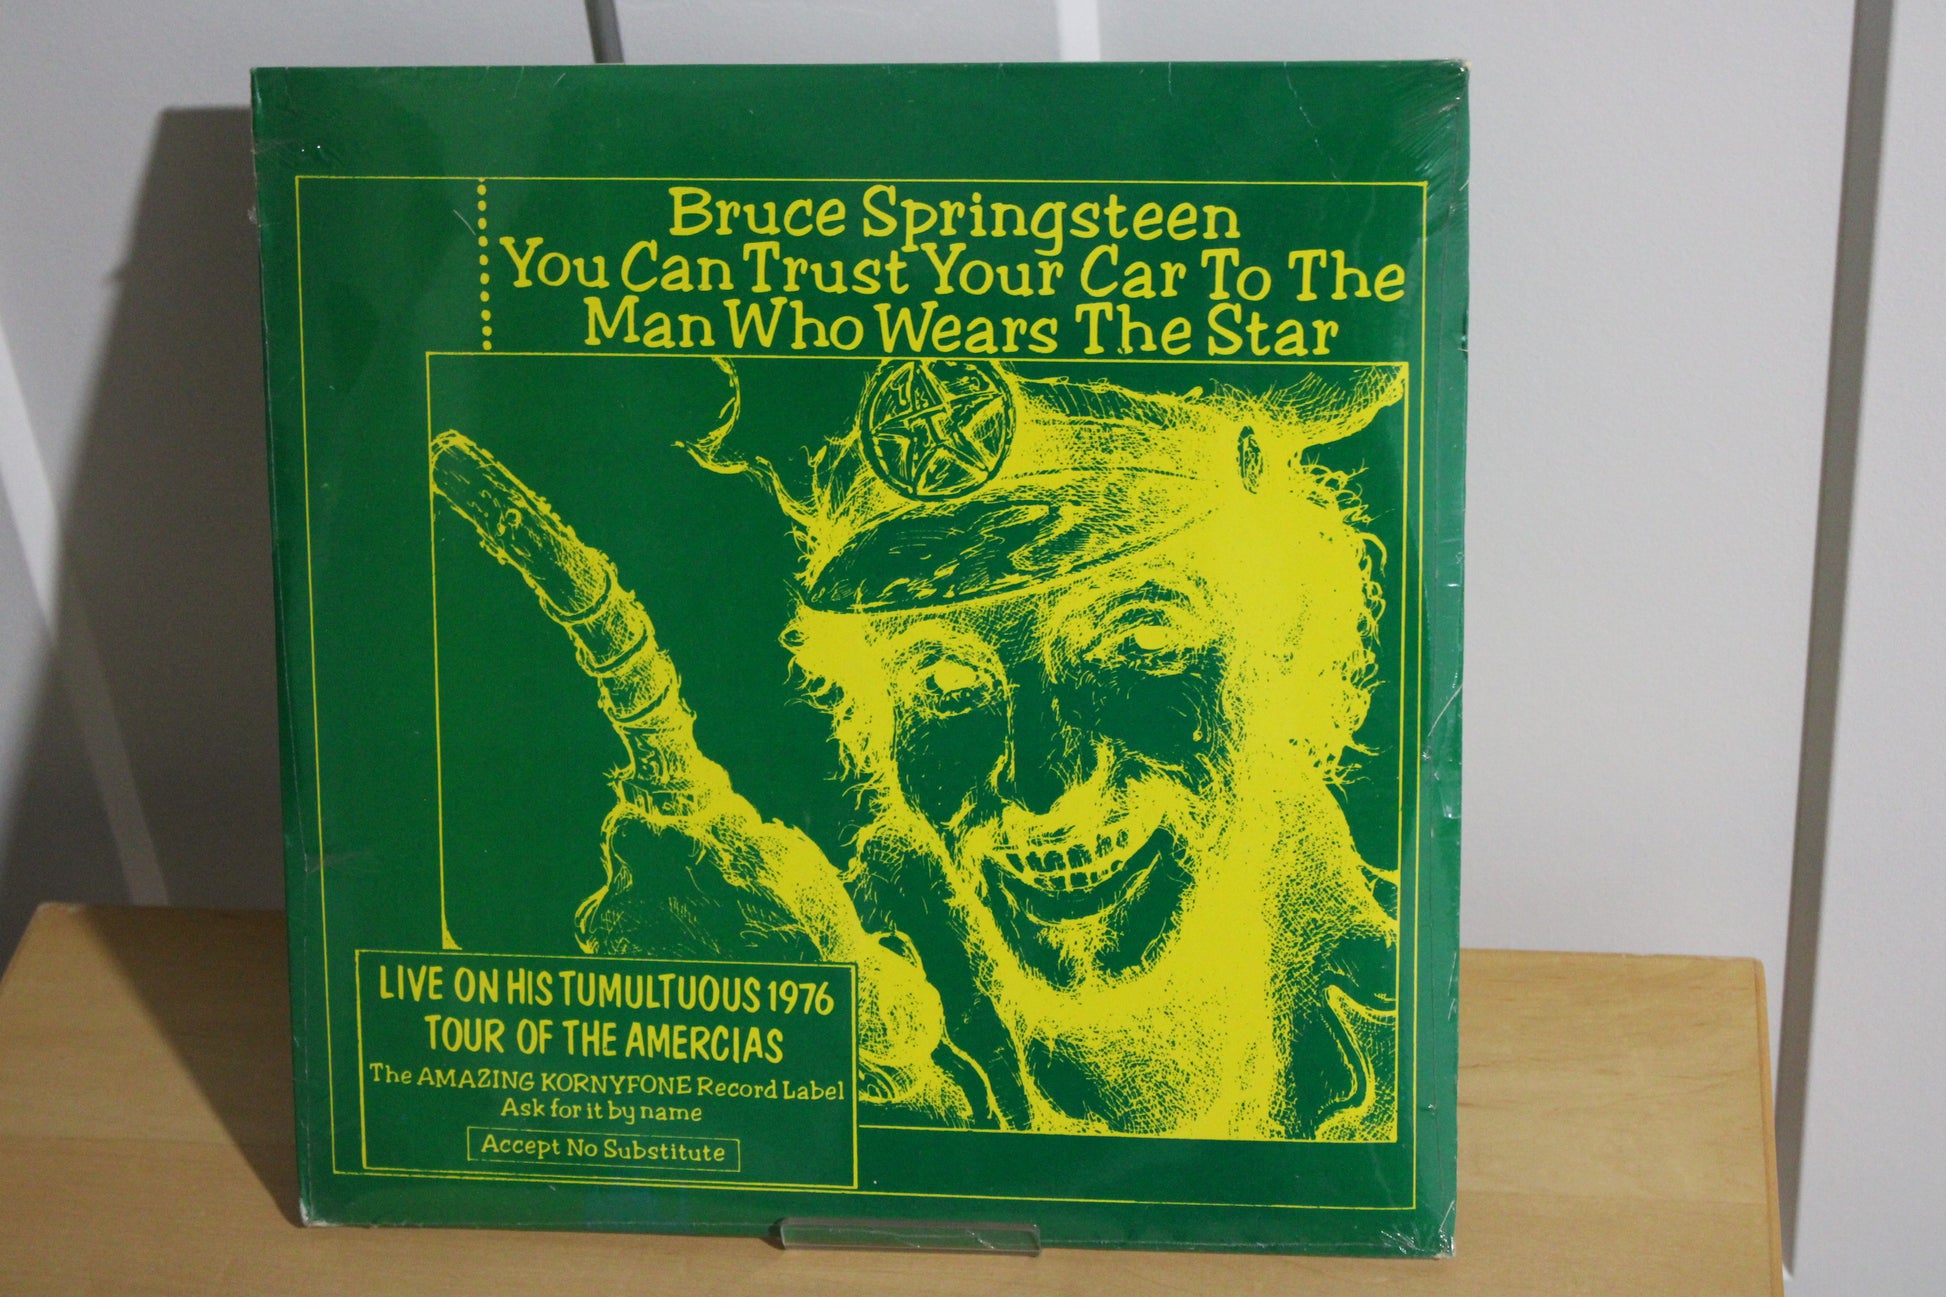 Bruce Springsteen
You Can Trust Your Car To The
Man Who Wears The Star
LIVE ON HIS TUMULTUOUS 1976
TOUR OF THE AMERCIAS
The AMAZING KORNYFONE Record Label
Ask for it by name
Accept No Substitute